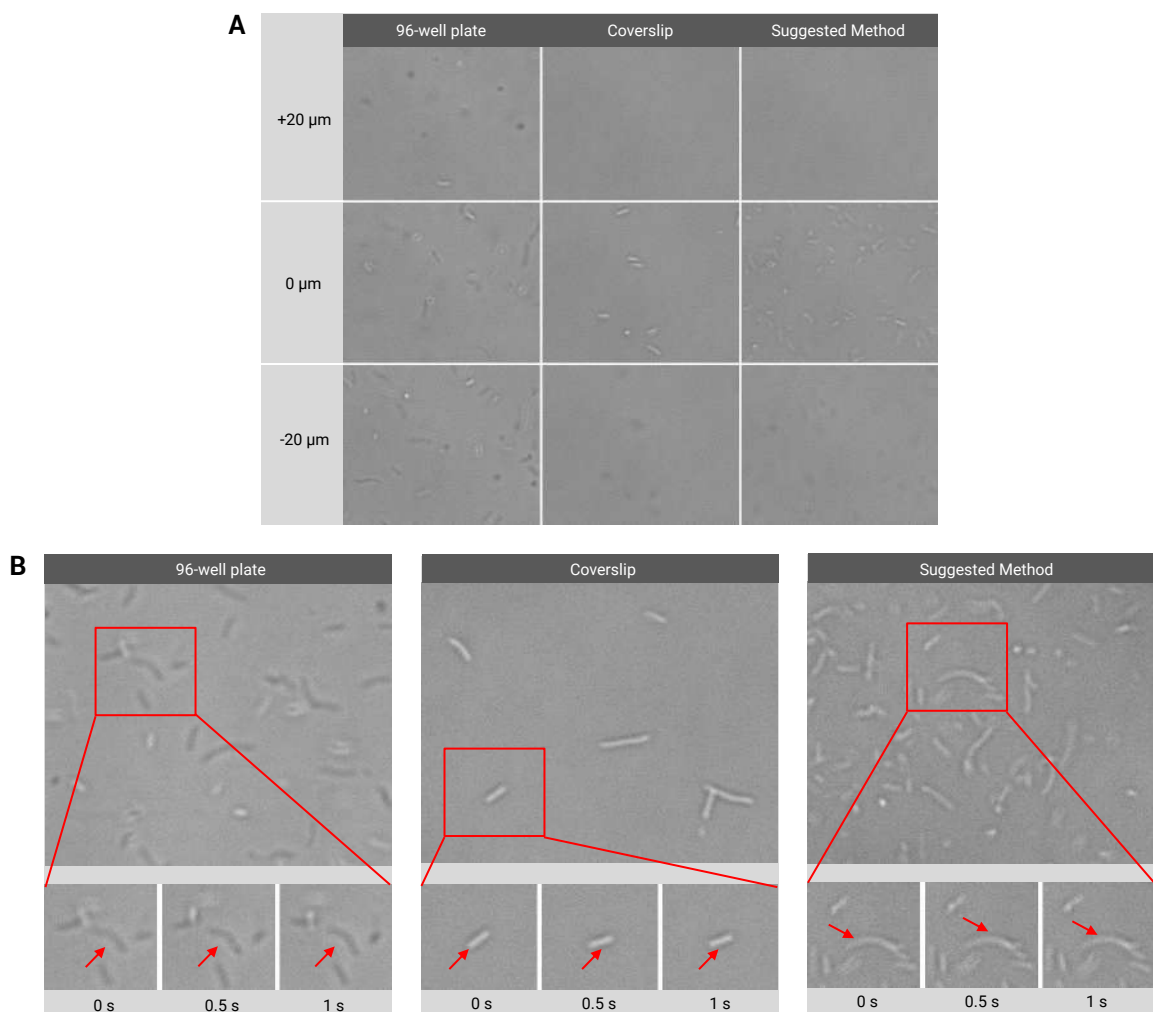 A
96-well plate Coverslip Suggested Method
+20 µm
0 µm
-20 µm
B
96-well plate Coverslip Suggested Method
0 s 0.5 s 1 s 0 s 0.5 s 1 s 0 s 0.5 s 1 s